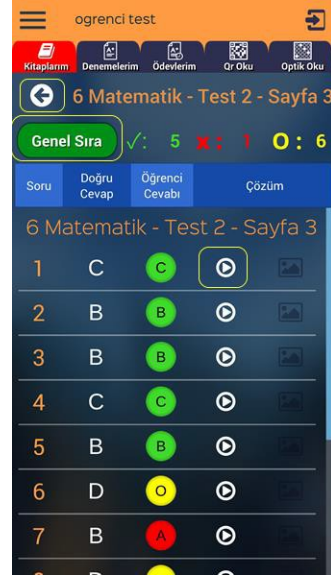 ogrenci test
Kitaplarım Denemelerim Ödevlerim Qr Oku Optik Oku
6 Matematik - Test 2 - Sayfa 3
Genel Sıra √: 5 x: 1 O: 6
Soru Doğru Cevap Öğrenci Cevabı Çözüm
6 Matematik - Test 2 - Sayfa 3
1 C C
2 B B
3 B B
4 C C
5 B B
6 D O
7 B A